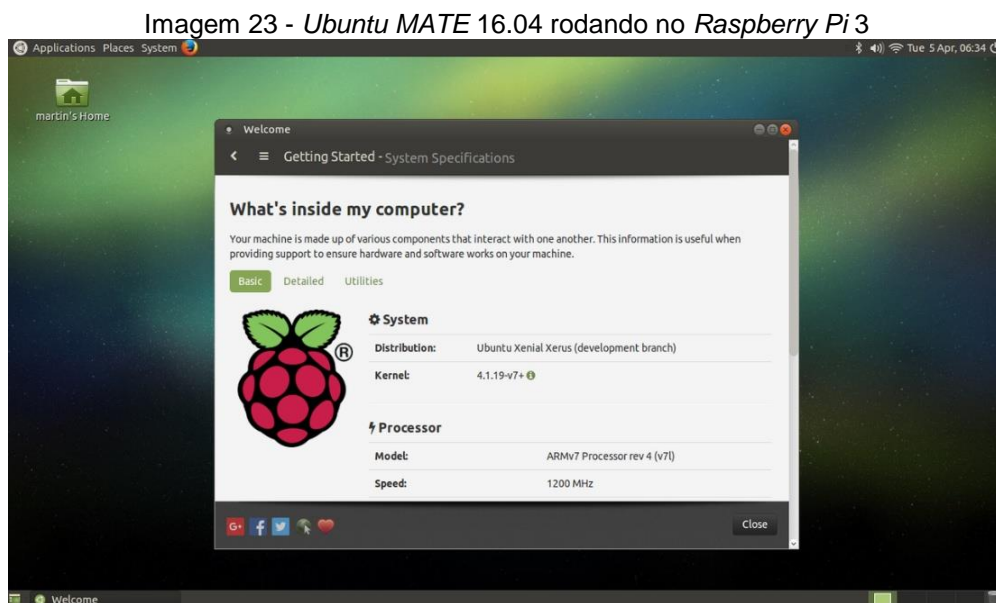 Imagem 23 - Ubuntu MATE 16.04 rodando no Raspberry Pi 3
Applications Places System Tue 5 Apr, 06:34
martin's Home
Welcome
Getting Started - System Specifications
What's inside my computer?
Your machine is made up of various components that interact with one another. This information is useful when
providing support to ensure hardware and software works on your machine.
Basic Detailed Utilities
®
System
Distribution: Ubuntu Xenial Xerus (development branch)
Kernel: 4.1.19-v7+
Processor
Model: ARMv7 Processor rev 4 (v7l)
Speed: 1200 MHz
G+ f Close
Welcome